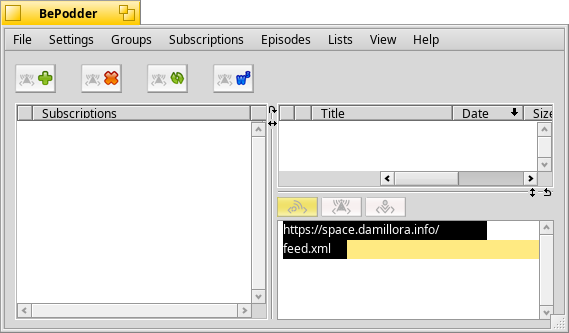 BePodder
File Settings Groups Subscriptions Episodes Lists View Help
Subscriptions
Title Date Size
https://space.damillora.info/
feed.xml